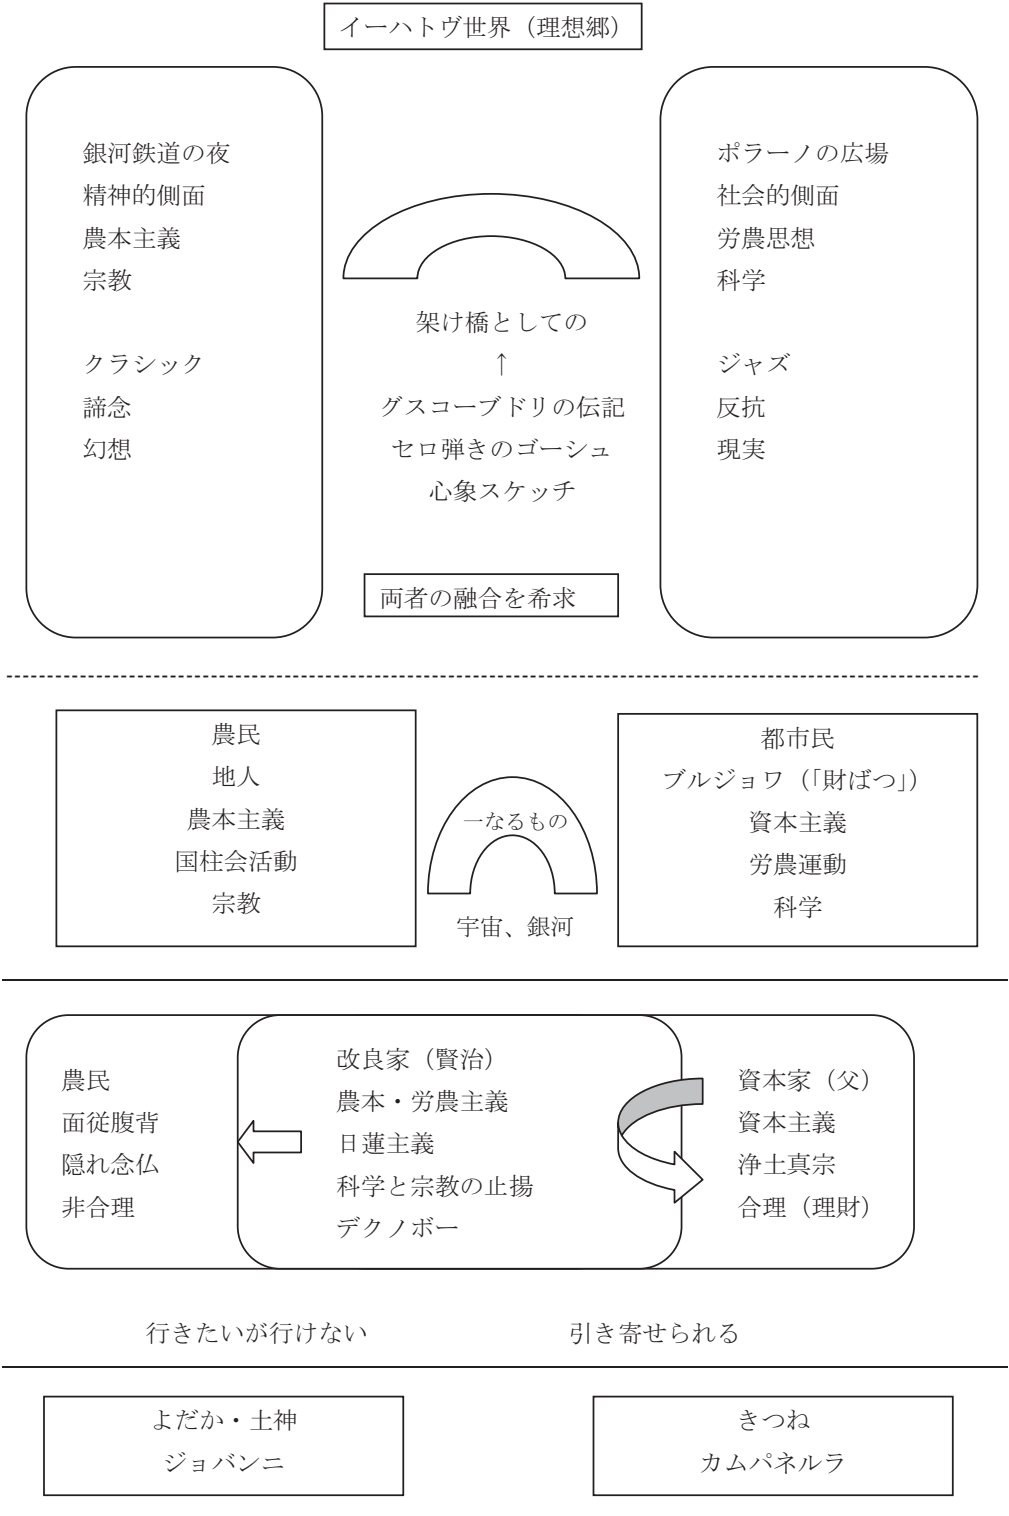 イーハトヴ世界（理想郷）
銀河鉄道の夜
精神的側面
農本主義
宗教
クラシック
諦念
幻想
架け橋としての
↑
グスコーブドリの伝記
セロ弾きのゴーシュ
心象スケッチ
両者の融合を希求
ポラーノの広場
社会的側面
労農思想
科学
ジャズ
反抗
現実
農民
地人
農本主義
国柱会活動
宗教
一なるもの
宇宙、銀河
都市民
ブルジョワ（「財ばつ」）
資本主義
労農運動
科学
農民
面従腹背
隠れ念仏
非合理
改良家（賢治）
農本・労農主義
日蓮主義
科学と宗教の止揚
デクノボー
資本家（父）
資本主義
浄土真宗
合理（理財）
行きたいが行けない
引き寄せられる
よだか・土神
ジョバンニ
きつね
カムパネルラ